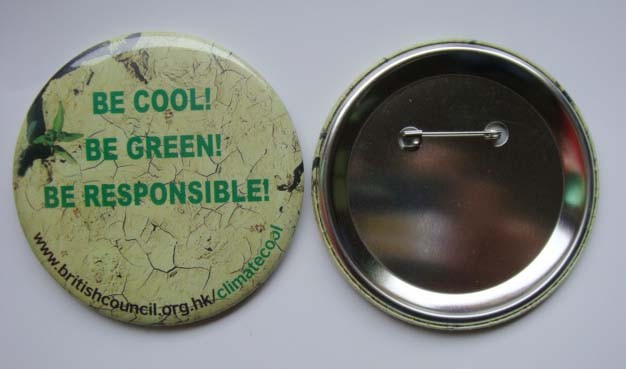 BE COOL!
BE GREEN!
BE RESPONSIBLE!
www.britishcouncil.org.hk/climatecool